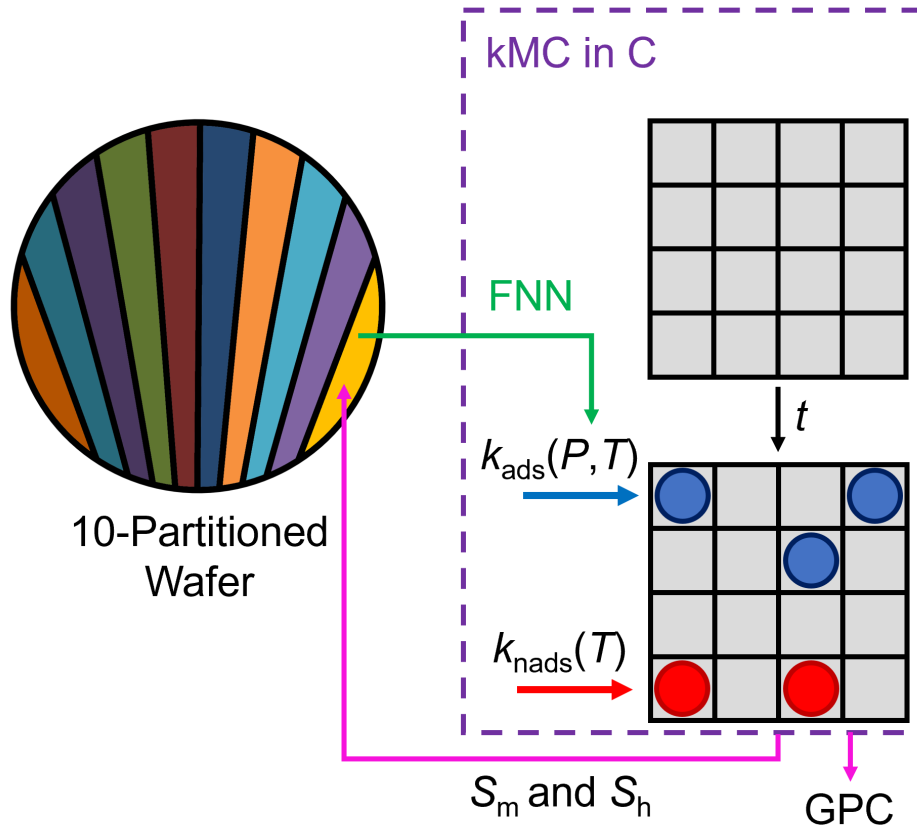 kMC in C
FNN
t
k_ads(P,T)
10-Partitioned
Wafer
k_nads(T)
S_m and S_h
GPC